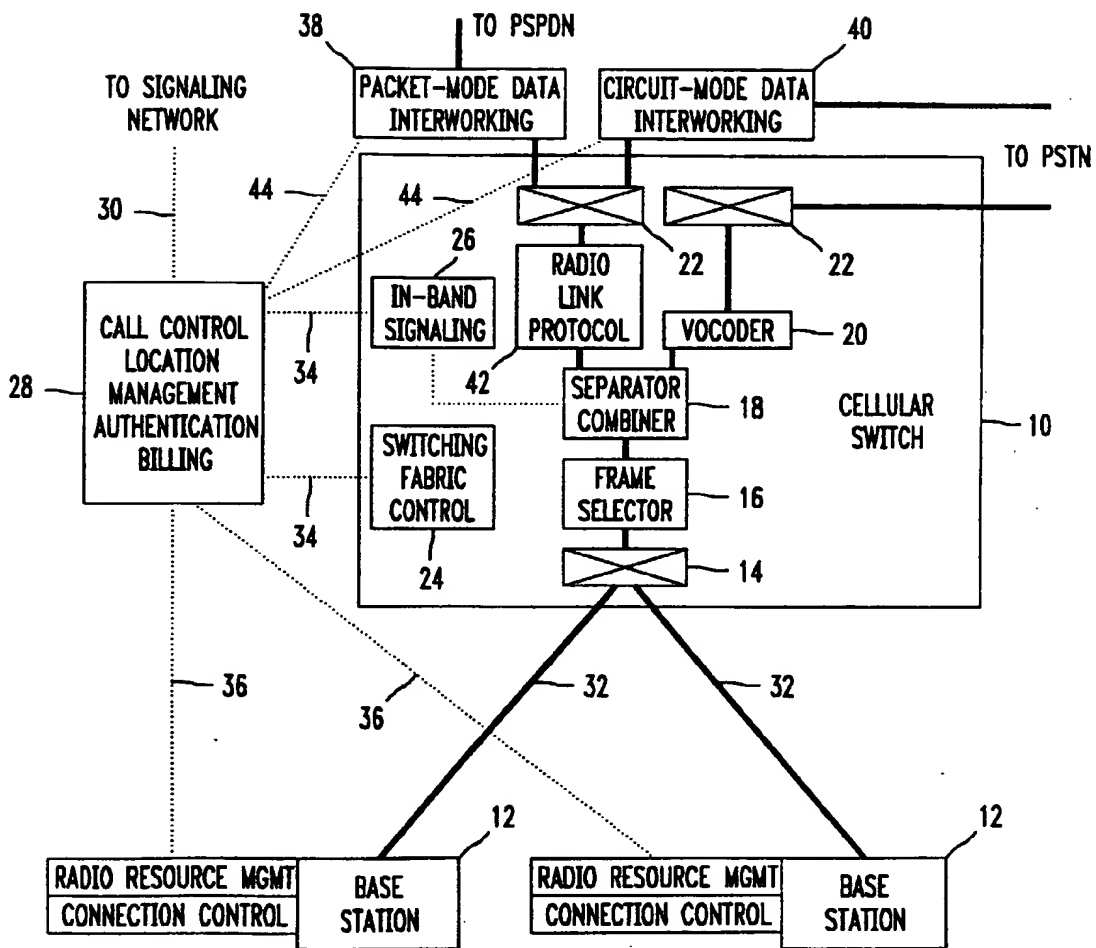 38
TO PSPDN
40
TO SIGNALING
NETWORK
PACKET-MODE DATA
INTERWORKING
CIRCUIT-MODE DATA
INTERWORKING
TO PSTN
44
44
30
26
22
22
IN-BAND
SIGNALING
RADIO
LINK
PROTOCOL
VOCODER
20
34
42
28
CALL CONTROL
LOCATION
MANAGEMENT
AUTHENTICATION
BILLING
SEPARATOR
COMBINER
18
CELLULAR
SWITCH
10
SWITCHING
FABRIC
CONTROL
34
24
FRAME
SELECTOR
16
14
36
36
32
32
12
12
RADIO RESOURCE MGMT
CONNECTION CONTROL
BASE
STATION
RADIO RESOURCE MGMT
CONNECTION CONTROL
BASE
STATION